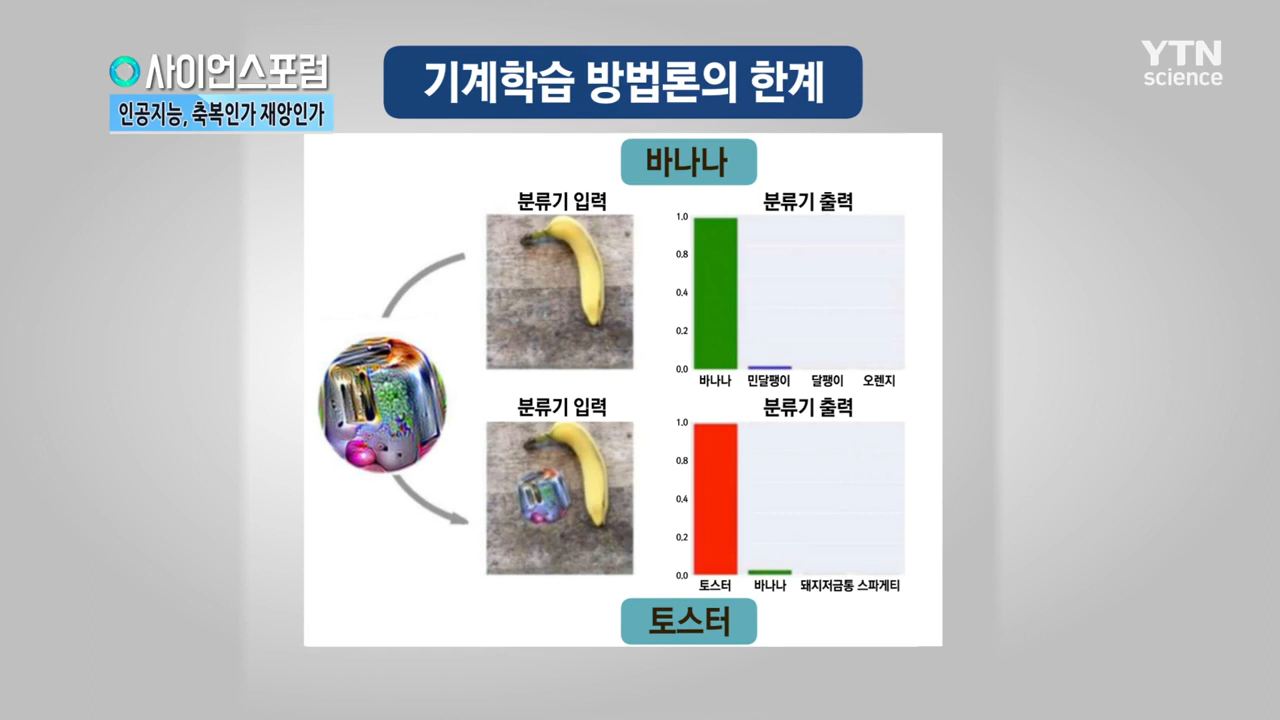 사이언스포럼
인공지능, 축복인가 재앙인가
기계학습 방법론의 한계
YTN
science
바나나
분류기 입력
분류기 출력
1.0
0.8
0.4
0.2
0.0
바나나 민달팽이 달팽이 오렌지
분류기 입력
분류기 출력
1.0
0.8
0.4
0.2
0.0
토스터 바나나 돼지저금통 스파게티
토스터